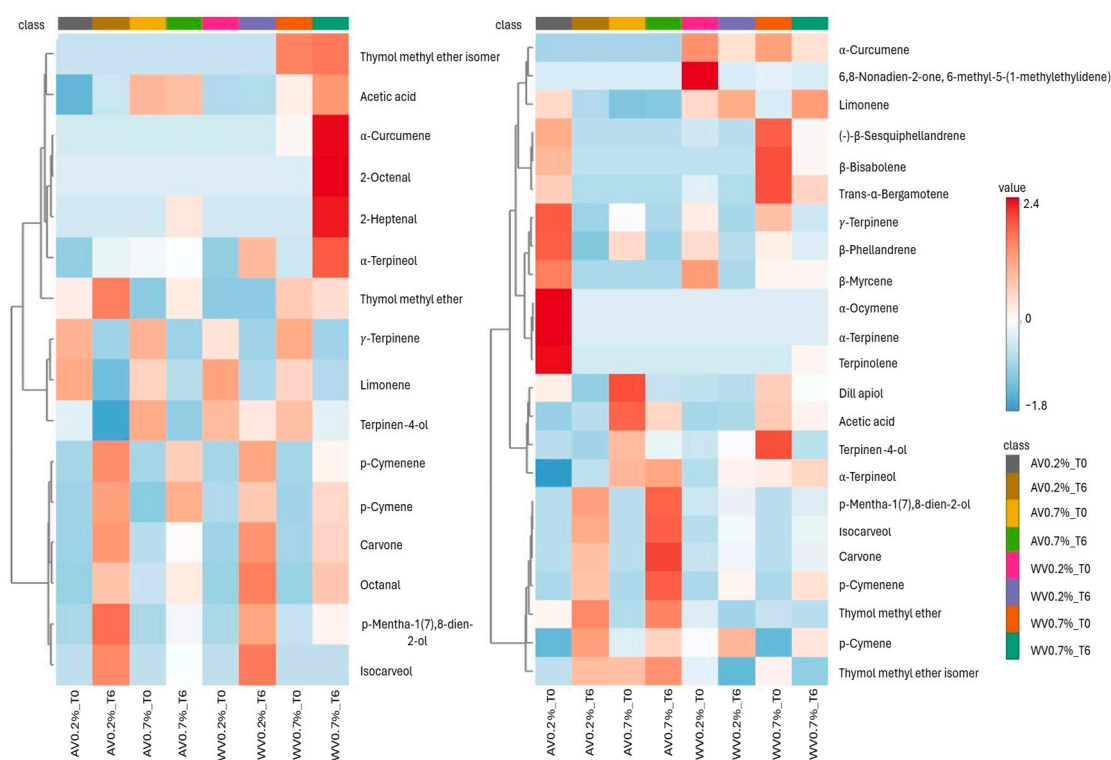 class
Thymol methyl ether isomer
Acetic acid
α-Curcumene
2-Octenal
2-Heptenal
α-Terpineol
Thymol methyl ether
γ-Terpinene
Limonene
Terpinen-4-ol
p-Cymenene
p-Cymene
Carvone
Octanal
p-Mentha-1(7),8-dien-
2-ol
Isocarveol
AV0.2%_T0
AV0.2%_T6
AV0.7%_T0
AV0.7%_T6
WV0.2%_T0
WV0.2%_T6
WV0.7%_T0
WV0.7%_T6
class
α-Curcumene
6,8-Nonadien-2-one, 6-methyl-5-(1-methylethylidene)
Limonene
(-)-β-Sesquiphellandrene
β-Bisabolene
Trans-α-Bergamotene
γ-Terpinene
β-Phellandrene
β-Myrcene
α-Ocymene
α-Terpinene
Terpinolene
Dill apiol
Acetic acid
Terpinen-4-ol
α-Terpineol
p-Mentha-1(7),8-dien-2-ol
Isocarveol
Carvone
p-Cymenene
Thymol methyl ether
p-Cymene
Thymol methyl ether isomer
AV0.2%_T0
AV0.2%_T6
AV0.7%_T0
AV0.7%_T6
WV0.2%_T0
WV0.2%_T6
WV0.7%_T0
WV0.7%_T6
value
2.4
0
−1.8
class
AV0.2%_T0
AV0.2%_T6
AV0.7%_T0
AV0.7%_T6
WV0.2%_T0
WV0.2%_T6
WV0.7%_T0
WV0.7%_T6